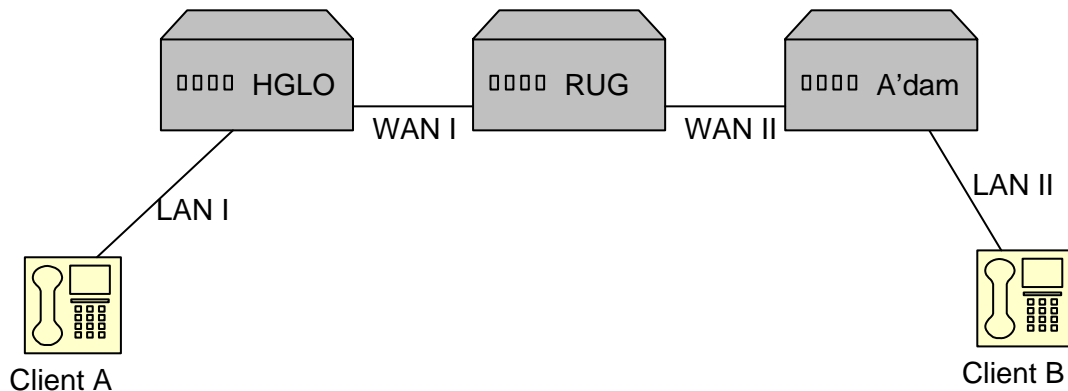 HGLO
RUG
A'dam
WAN I
WAN II
LAN I
LAN II
Client A
Client B